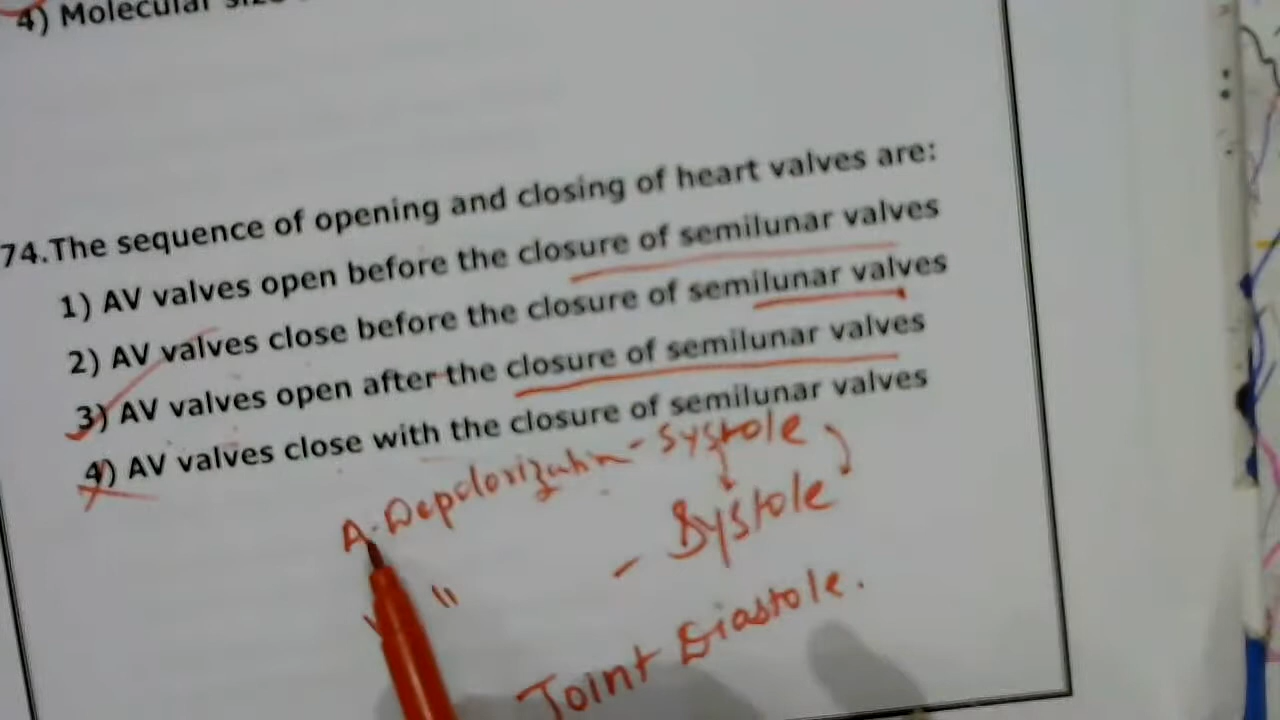 4) Molecular
74.The sequence of opening and closing of heart valves are:
1) AV valves open before the closure of semilunar valves
2) AV valves close before the closure of semilunar valves
3) AV valves open after the closure of semilunar valves
4) AV valves close with the closure of semilunar valves
A. Depolarization - Systole
" - Systole
Joint Diastole.